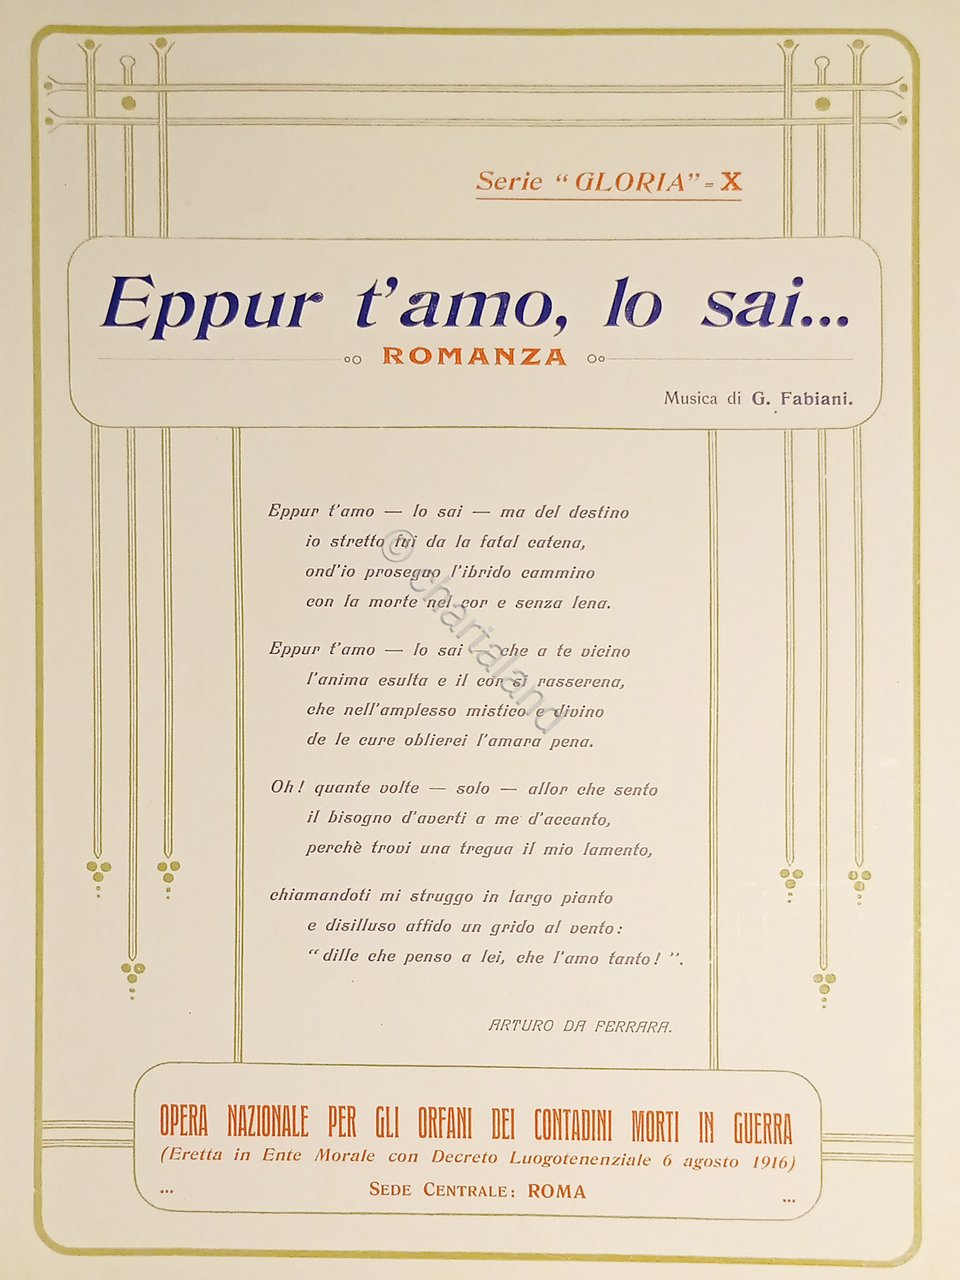 Serie “GLORIA” = X
Eppur t’amo, lo sai...
ROMANZA
Musica di G. Fabiani.
Eppur t’amo — lo sai — ma del destino
io stretto fui da la fatal catena,
ond’io proseguo l’ibrido cammino
con la morte nel cor e senza lena.
Eppur t’amo — lo sai — che a te vicino
l’anima esulta e il cor si rasserena,
che nell’amplesso mistico e divino
de le cure oblierei l’amara pena.
Oh! quante volte — solo — allor che sento
il bisogno d’averti a me d’accanto,
perchè trovi una tregua il mio lamento,
chiamandoti mi struggo in largo pianto
e disilluso affido un grido al vento:
“dille che penso a lei, che l’amo tanto!”.
ARTURO DA FERRARA.
OPERA NAZIONALE PER GLI ORFANI DEI CONTADINI MORTI IN GUERRA
(Eretta in Ente Morale con Decreto Luogotenenziale 6 agosto 1916)
... SEDE CENTRALE: ROMA ...
© chartaland